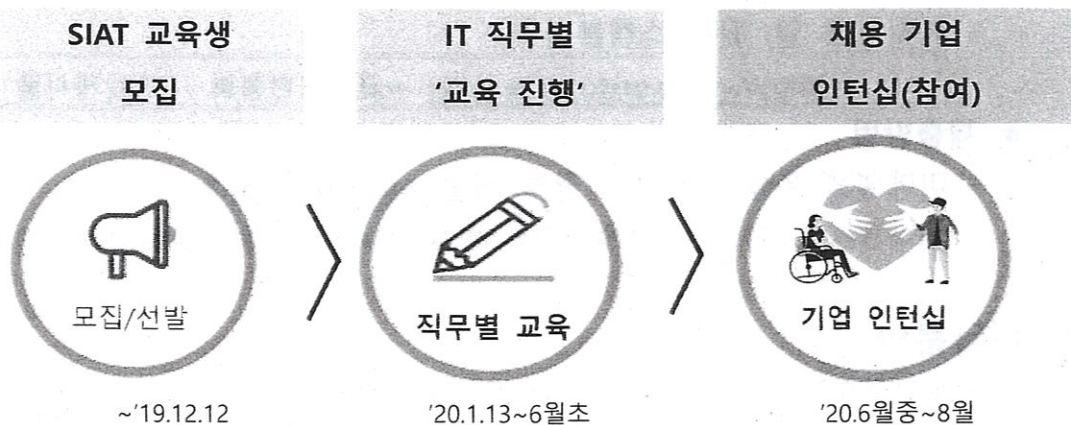 SIAT 교육생
모집
IT 직무별
'교육 진행'
채용 기업
인턴십(참여)
모집/선발
직무별 교육
기업 인턴십
~'19.12.12
'20.1.13~6월초
'20.6월중~8월